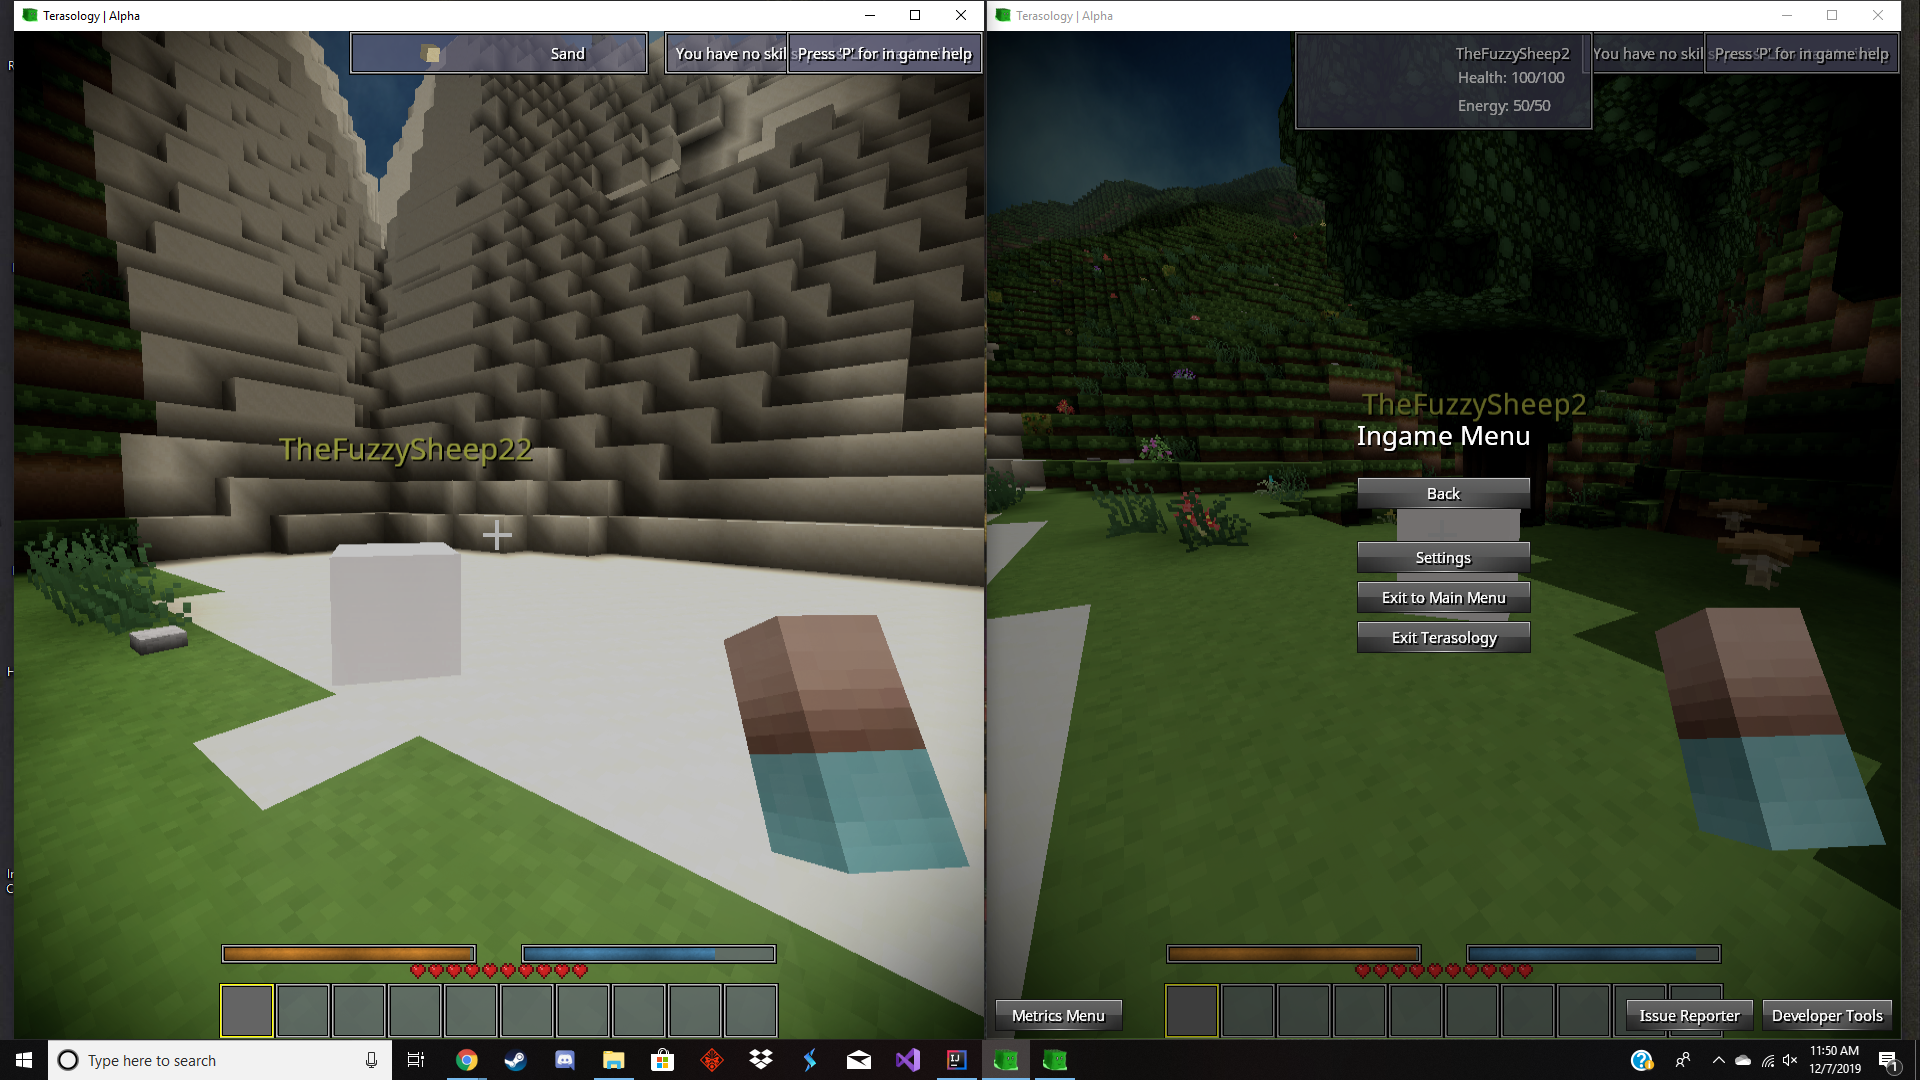 Terasology | Alpha
Sand
You have no skil
Press 'P' for in game help
TheFuzzySheep22
Terasology | Alpha
TheFuzzySheep2
Health: 100/100
Energy: 50/50
You have no skil
Press 'P' for in game help
TheFuzzySheep2
Ingame Menu
Back
Settings
Exit to Main Menu
Exit Terasology
Metrics Menu
Issue Reporter
Developer Tools
R
H
Ir
C
Type here to search
IJ
11:50 AM
12/7/2019
1